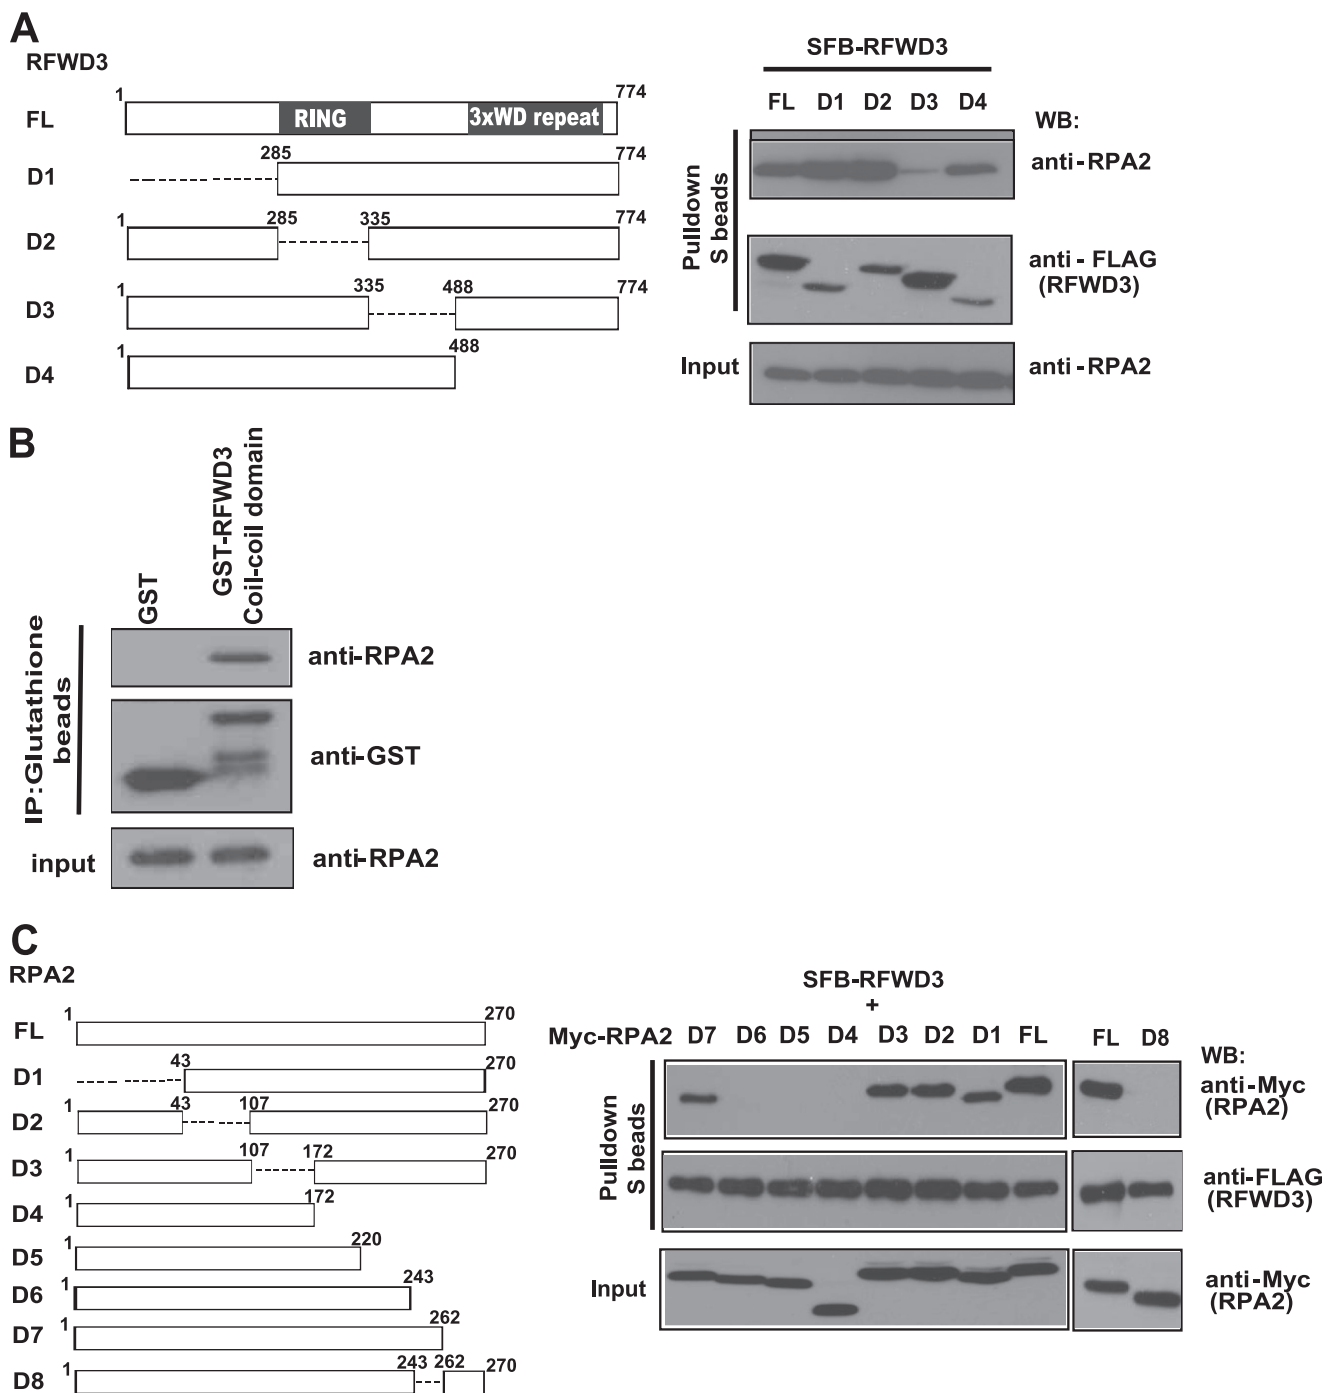 A
RFWD3
1 774
FL RING 3xWD repeat
285 774
D1
1 285 335 774
D2
1 335 488 774
D3
1 488
D4
SFB-RFWD3
FL D1 D2 D3 D4
WB:
Pulldown
S beads
anti-RPA2
anti-FLAG
(RFWD3)
Input anti-RPA2
B
GST
GST-RFWD3
Coil-coil domain
IP:Glutathione
beads
anti-RPA2
anti-GST
input anti-RPA2
C
RPA2
1 270
FL
43 270
D1
1 43 107 270
D2
1 107 172 270
D3
1 172
D4
1 220
D5
1 243
D6
1 262
D7
1 243 262 270
D8
SFB-RFWD3
+
Myc-RPA2 D7 D6 D5 D4 D3 D2 D1 FL FL D8
WB:
Pulldown
S beads
anti-Myc
(RPA2)
anti-FLAG
(RFWD3)
Input anti-Myc
(RPA2)